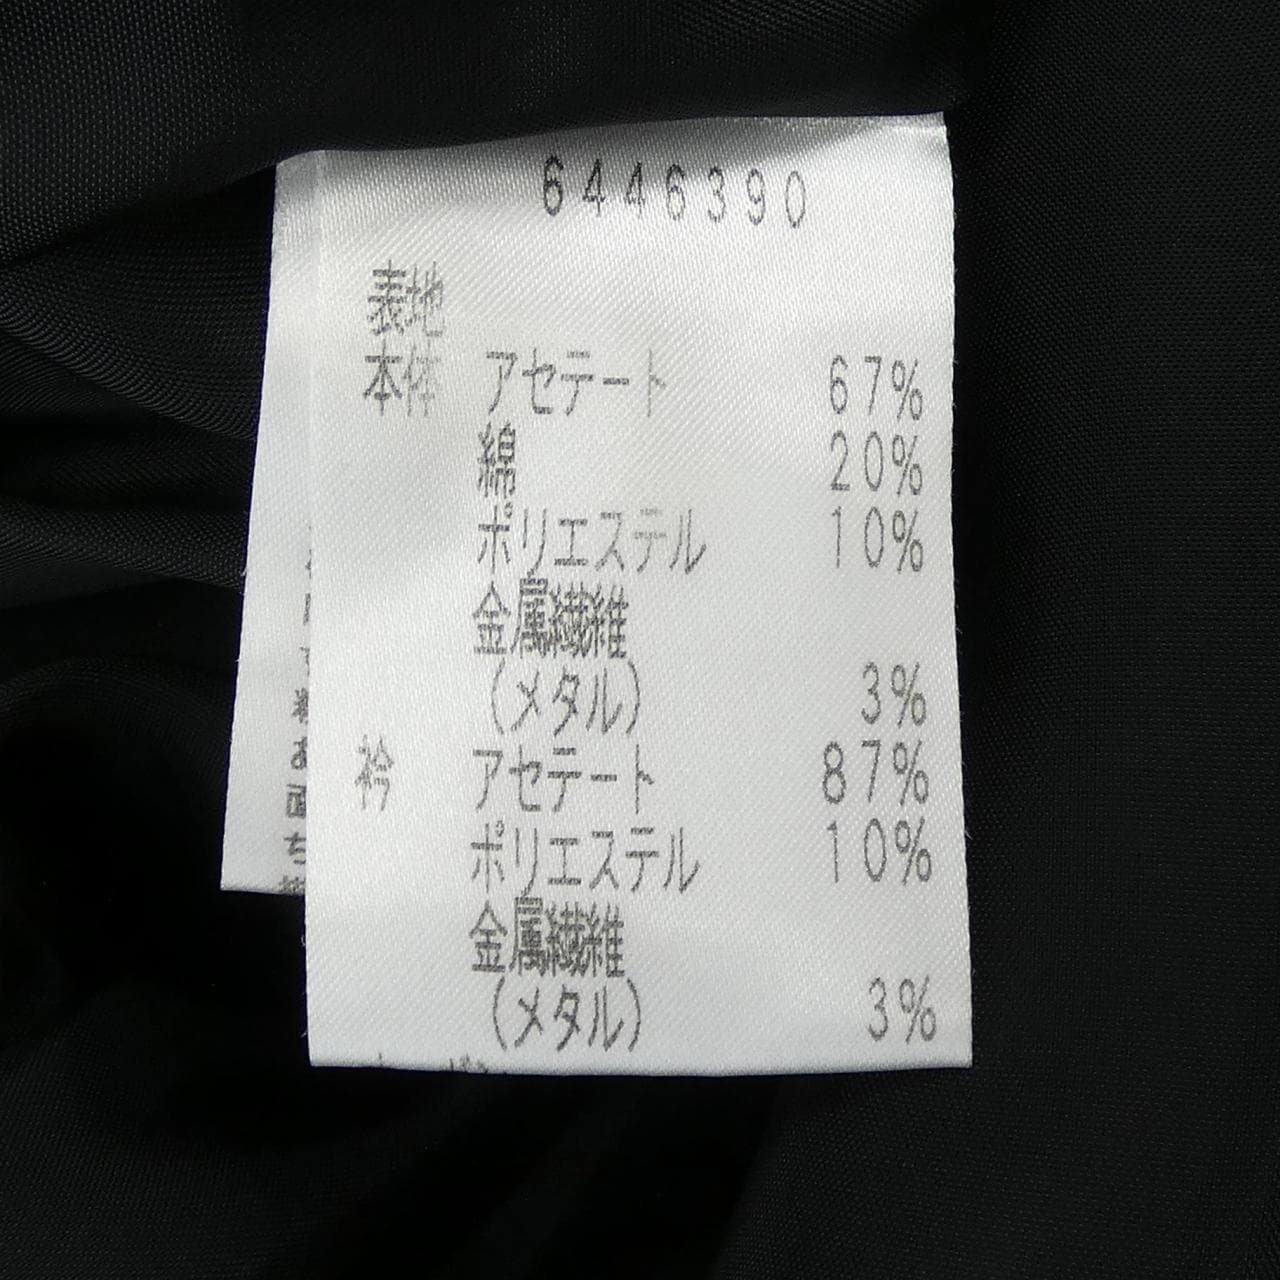 6446390
表地
本体 アセテート 67%
綿 20%
ポリエステル 10%
金属繊維
(メタル) 3%
衿 アセテート 87%
ポリエステル 10%
金属繊維
(メタル) 3%